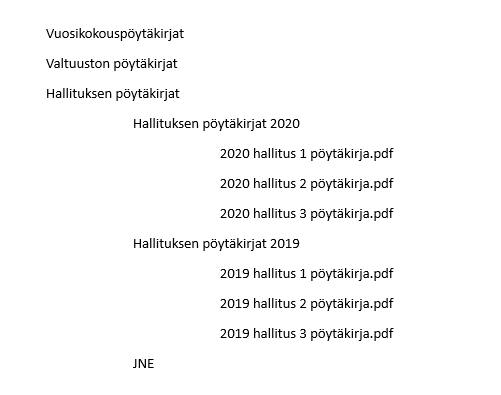 Vuosikokouspöytäkirjat
Valtuuston pöytäkirjat
Hallituksen pöytäkirjat
Hallituksen pöytäkirjat 2020
2020 hallitus 1 pöytäkirja.pdf
2020 hallitus 2 pöytäkirja.pdf
2020 hallitus 3 pöytäkirja.pdf
Hallituksen pöytäkirjat 2019
2019 hallitus 1 pöytäkirja.pdf
2019 hallitus 2 pöytäkirja.pdf
2019 hallitus 3 pöytäkirja.pdf
JNE